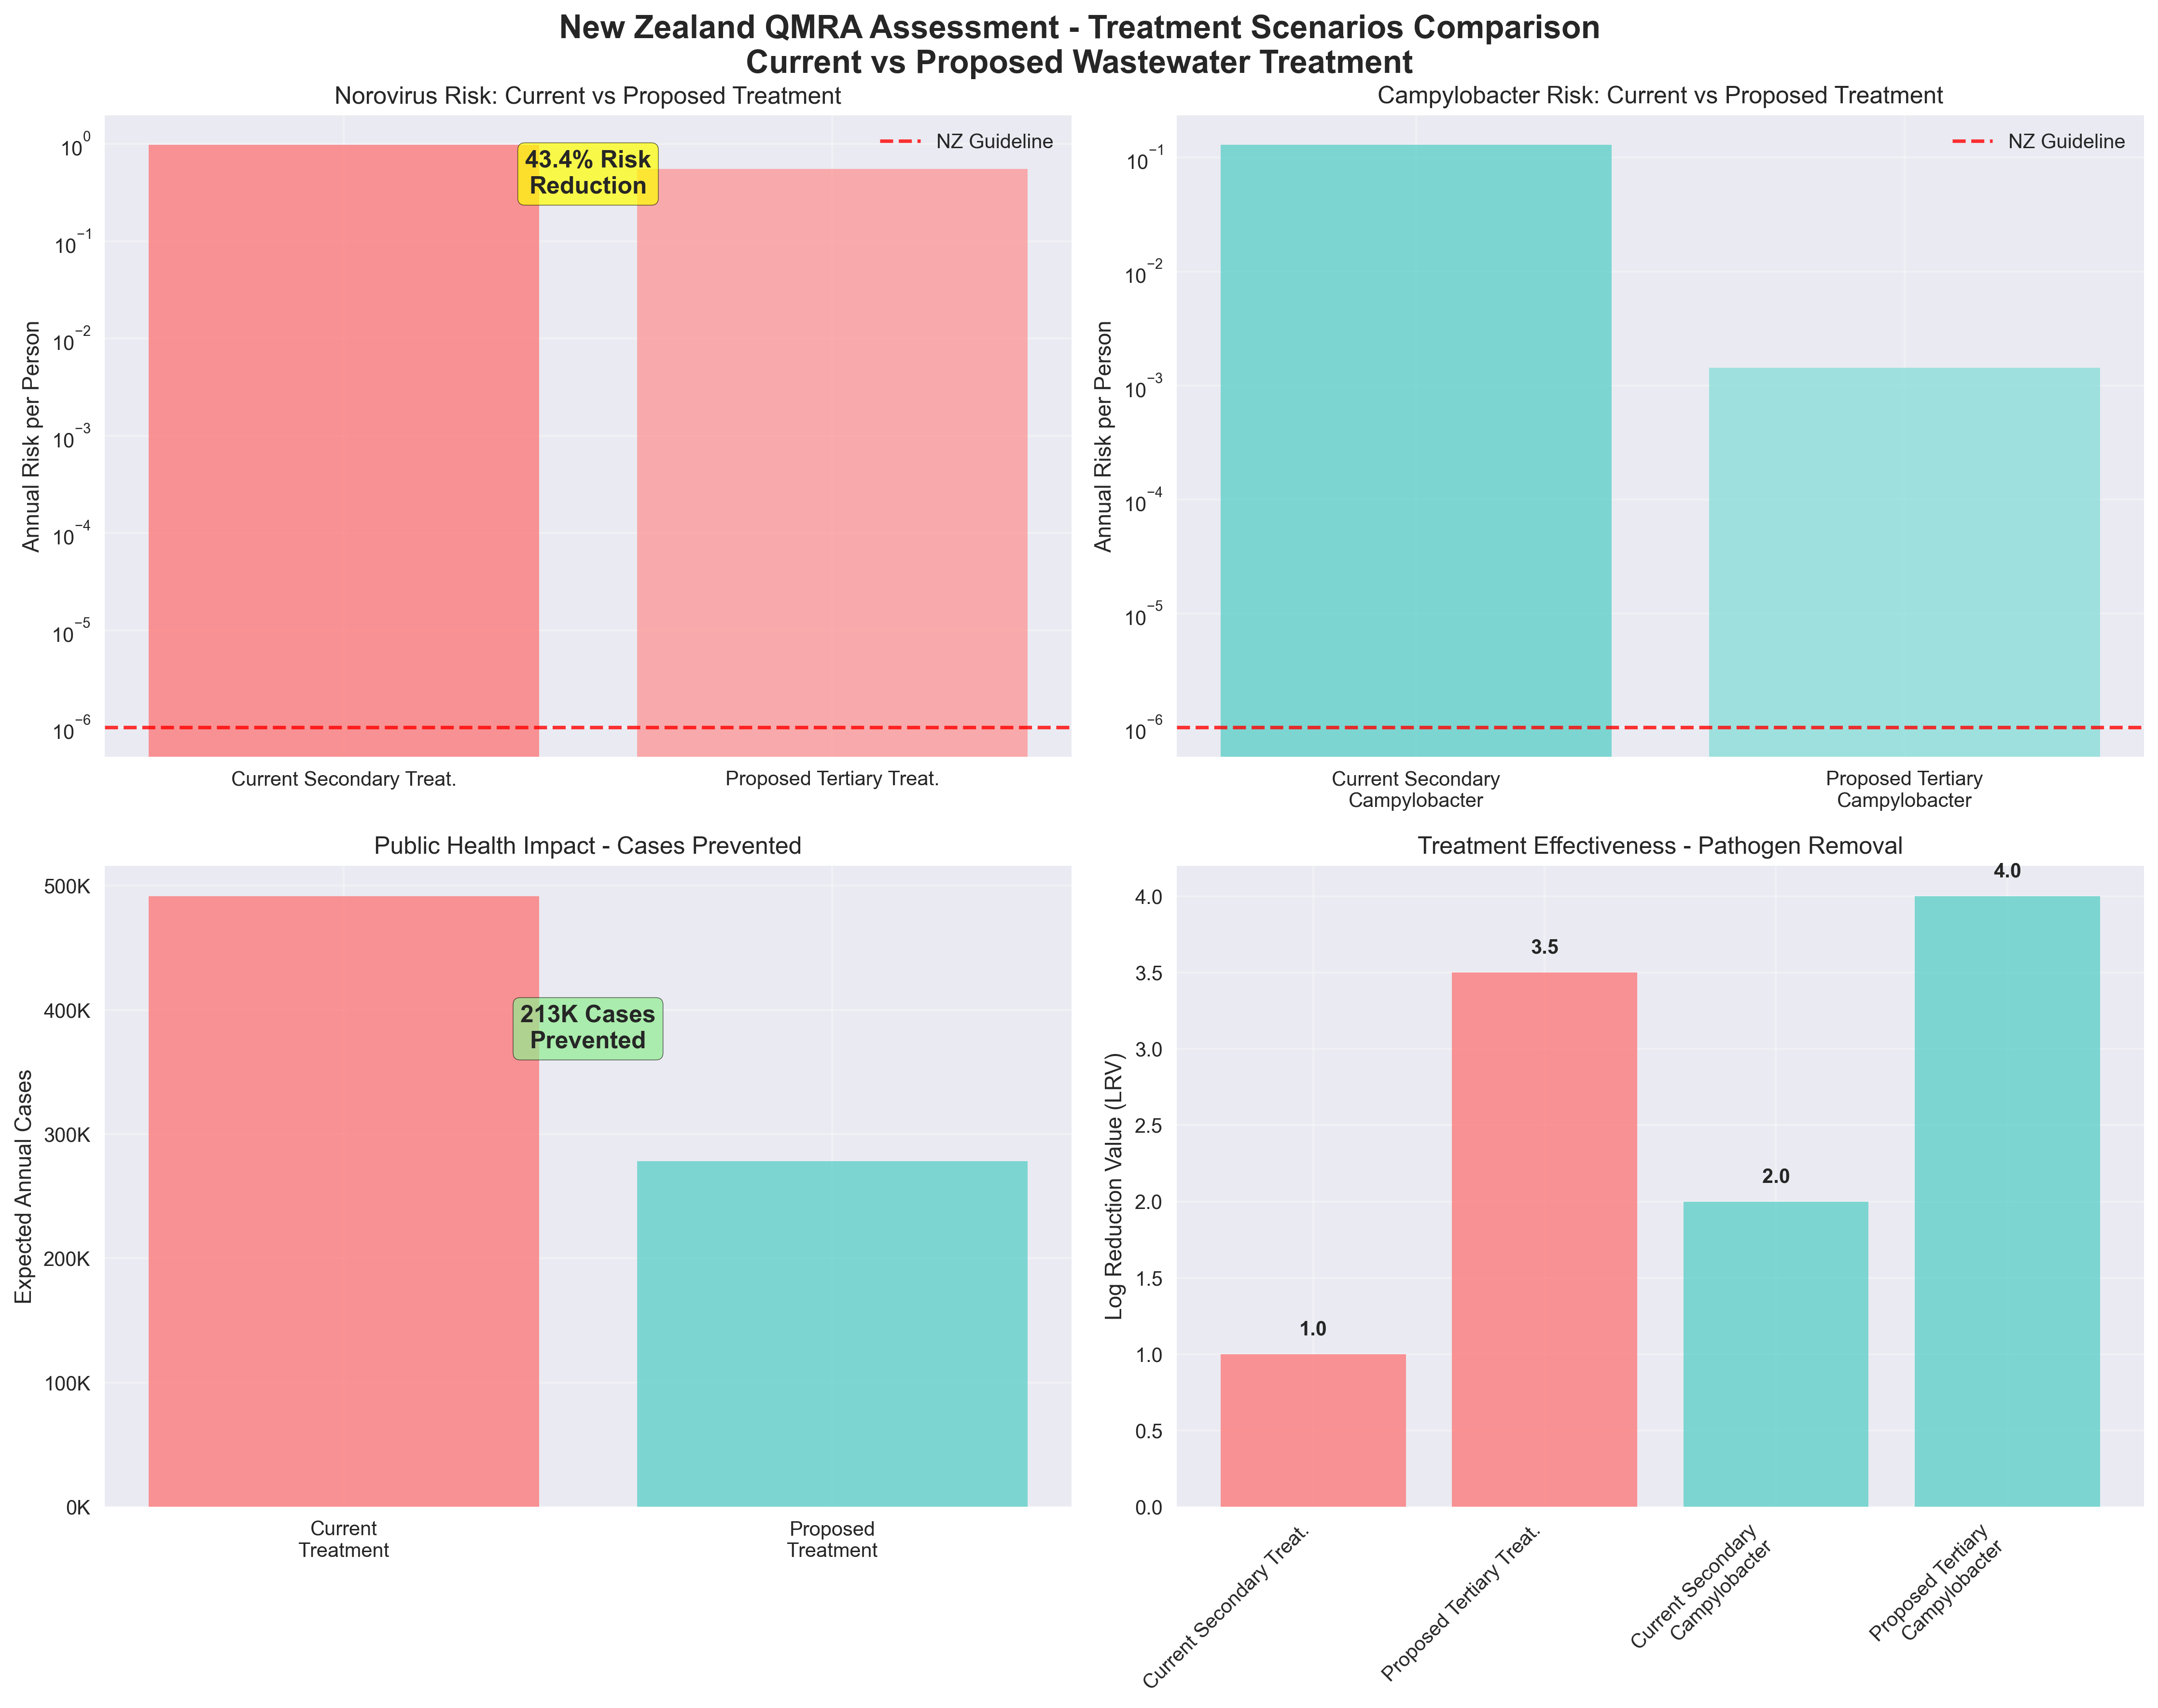 New Zealand QMRA Assessment - Treatment Scenarios Comparison
Current vs Proposed Wastewater Treatment
Norovirus Risk: Current vs Proposed Treatment
NZ Guideline
43.4% Risk
Reduction
Annual Risk per Person
10⁰
10⁻¹
10⁻²
10⁻³
10⁻⁴
10⁻⁵
10⁻⁶
Current Secondary Treat.
Proposed Tertiary Treat.
Campylobacter Risk: Current vs Proposed Treatment
NZ Guideline
Annual Risk per Person
10⁻¹
10⁻²
10⁻³
10⁻⁴
10⁻⁵
10⁻⁶
Current Secondary
Campylobacter
Proposed Tertiary
Campylobacter
Public Health Impact - Cases Prevented
213K Cases
Prevented
Expected Annual Cases
500K
400K
300K
200K
100K
0K
Current
Treatment
Proposed
Treatment
Treatment Effectiveness - Pathogen Removal
Log Reduction Value (LRV)
4.0
3.5
3.0
2.5
2.0
1.5
1.0
0.5
0.0
1.0
3.5
2.0
4.0
Current Secondary Treat.
Proposed Tertiary Treat.
Current Secondary
Campylobacter
Proposed Tertiary
Campylobacter